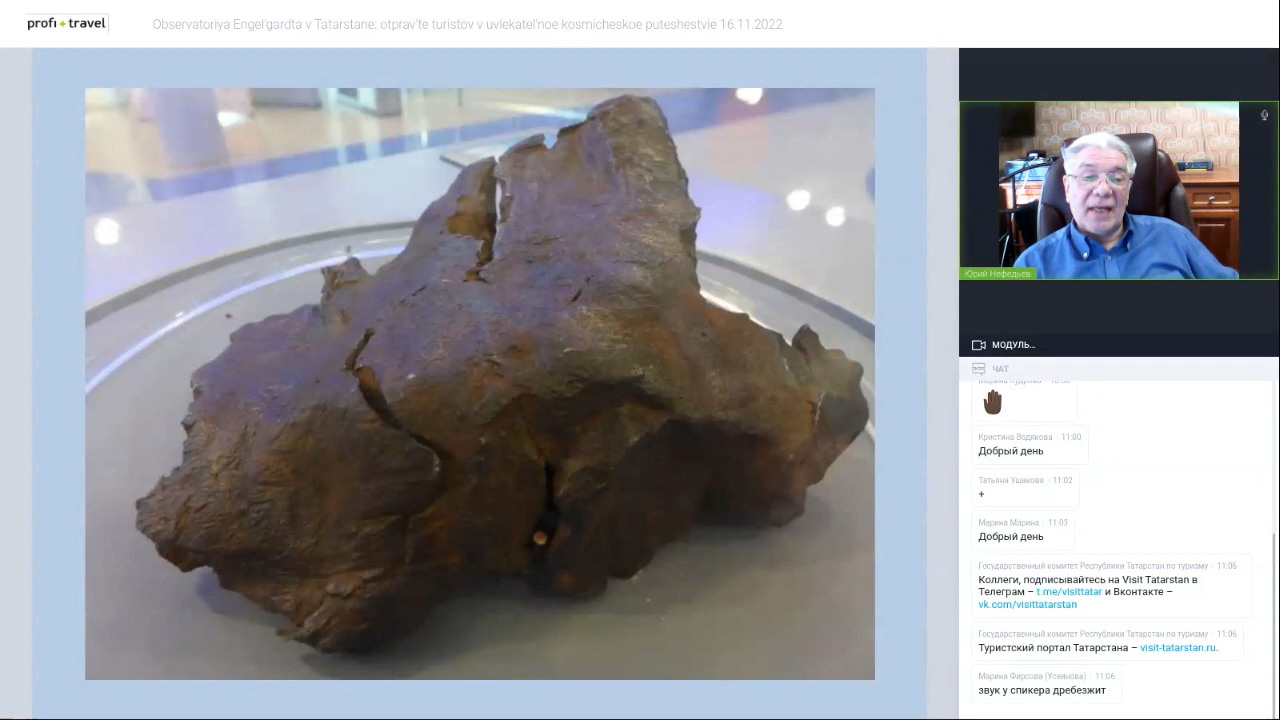 profi travel
Observatoriya Engel'gardta v Tatarstane: otprav'te turistov v uvlekatel'noe kosmicheskoe puteshestvie 16.11.2022
Юрий Нефедьев
МОДУЛЬ...
ЧАТ
Кристина Водякова 11:00
Добрый день
Татьяна Ушакова 11:02
+
Марина Марина 11:03
Добрый день
Государственный комитет Республики Татарстан по туризму 11:06
Коллеги, подписывайтесь на Visit Tatarstan в
Телеграм – t.me/visittatar и Вконтакте –
vk.com/visittatarstan
Государственный комитет Республики Татарстан по туризму 11:06
Туристский портал Татарстана – visit-tatarstan.ru.
Марина Фирсова (Усеинова) 11:06
звук у спикера дребезжит